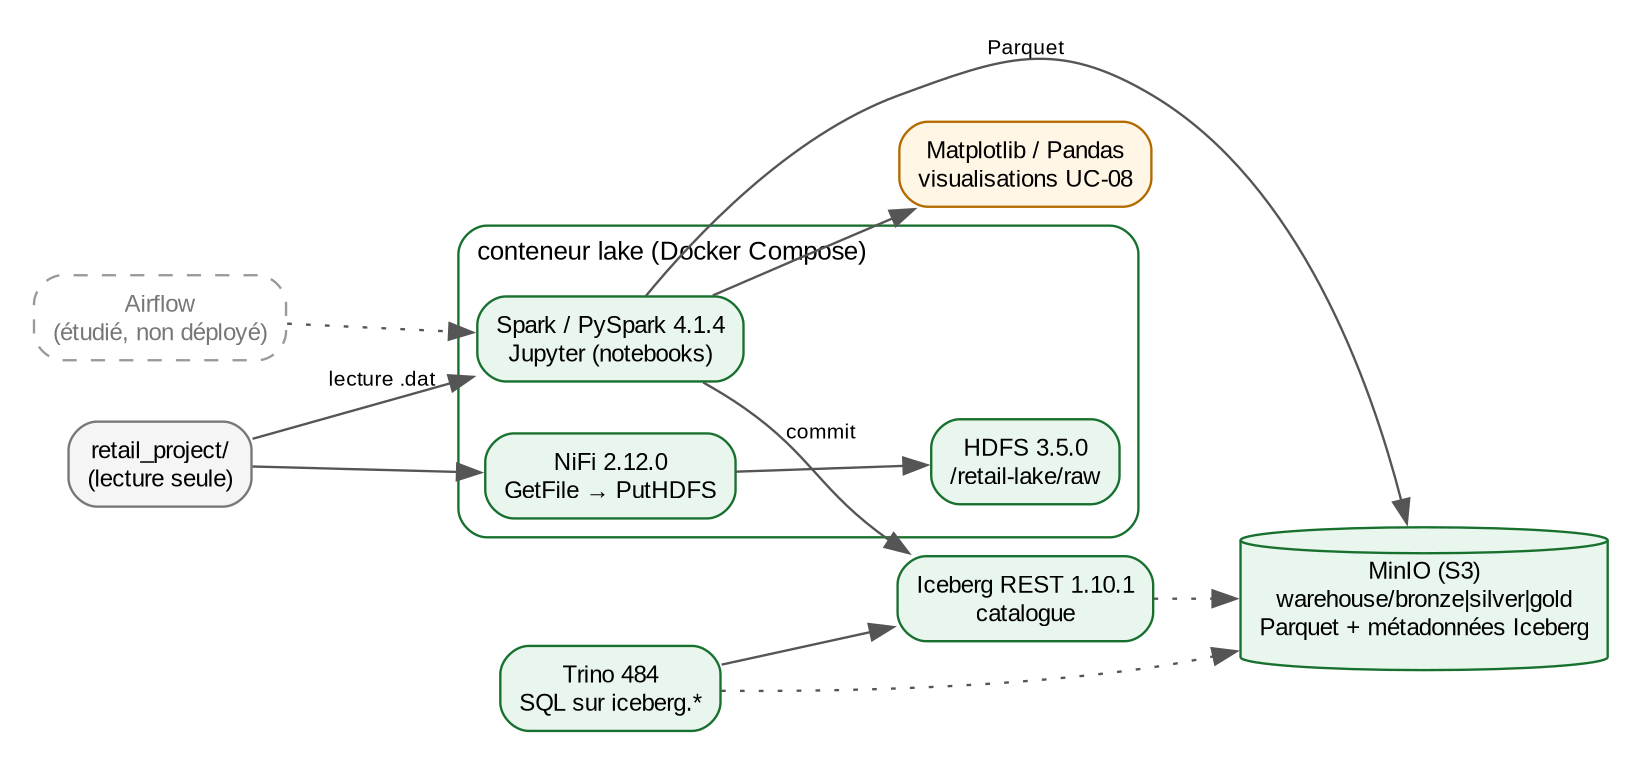 Parquet
Matplotlib / Pandas
visualisations UC-08
conteneur lake (Docker Compose)
Airflow
(étudié, non déployé)
Spark / PySpark 4.1.4
Jupyter (notebooks)
lecture .dat
retail_project/
(lecture seule)
NiFi 2.12.0
GetFile → PutHDFS
commit
HDFS 3.5.0
/retail-lake/raw
Iceberg REST 1.10.1
catalogue
MinIO (S3)
warehouse/bronze|silver|gold
Parquet + métadonnées Iceberg
Trino 484
SQL sur iceberg.*